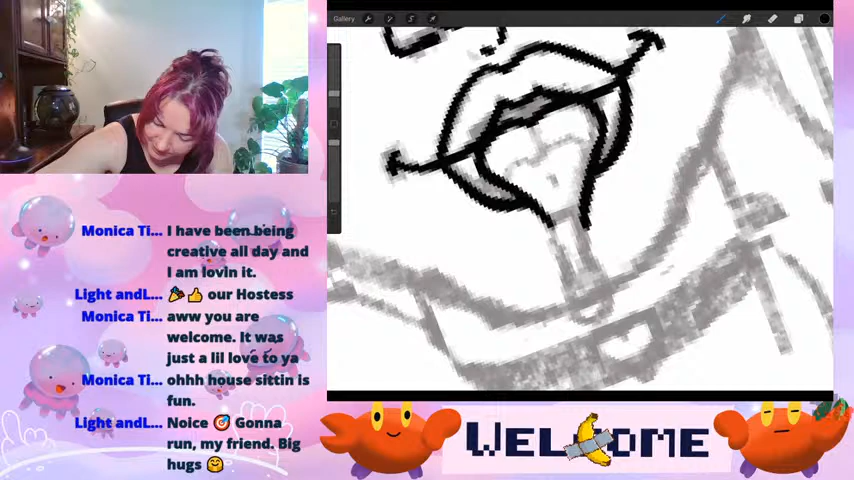 Gallery
Monica Ti... I have been being
creative all day and
I am lovin it.
Light andL... 🎉👍 our Hostess
Monica Ti... aww you are
welcome. It was
just a lil love to ya
Monica Ti... ohhh house sittin is
fun.
Light andL... Noice 🎯 Gonna
run, my friend. Big
hugs 🤗
WELCOME